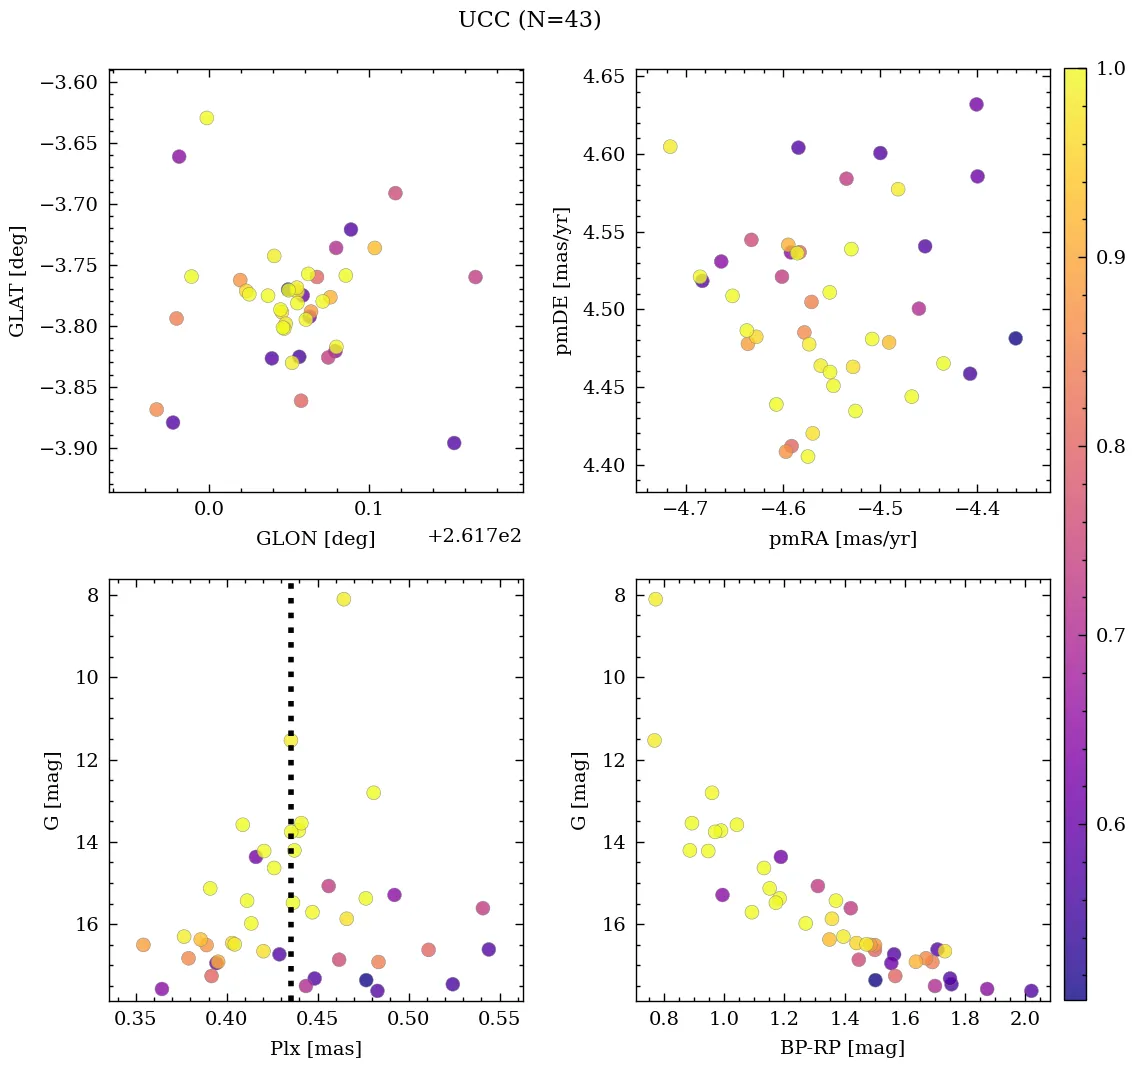 UCC (N=43)
−3.60
−3.65
−3.70
−3.75
−3.80
−3.85
−3.90
GLAT [deg]
0.0 0.1
GLON [deg] +2.617e2
4.65
4.60
4.55
4.50
4.45
4.40
pmDE [mas/yr]
−4.7 −4.6 −4.5 −4.4
pmRA [mas/yr]
8
10
12
14
16
G [mag]
0.35 0.40 0.45 0.50 0.55
Plx [mas]
8
10
12
14
16
G [mag]
0.8 1.0 1.2 1.4 1.6 1.8 2.0
BP-RP [mag]
1.0
0.9
0.8
0.7
0.6